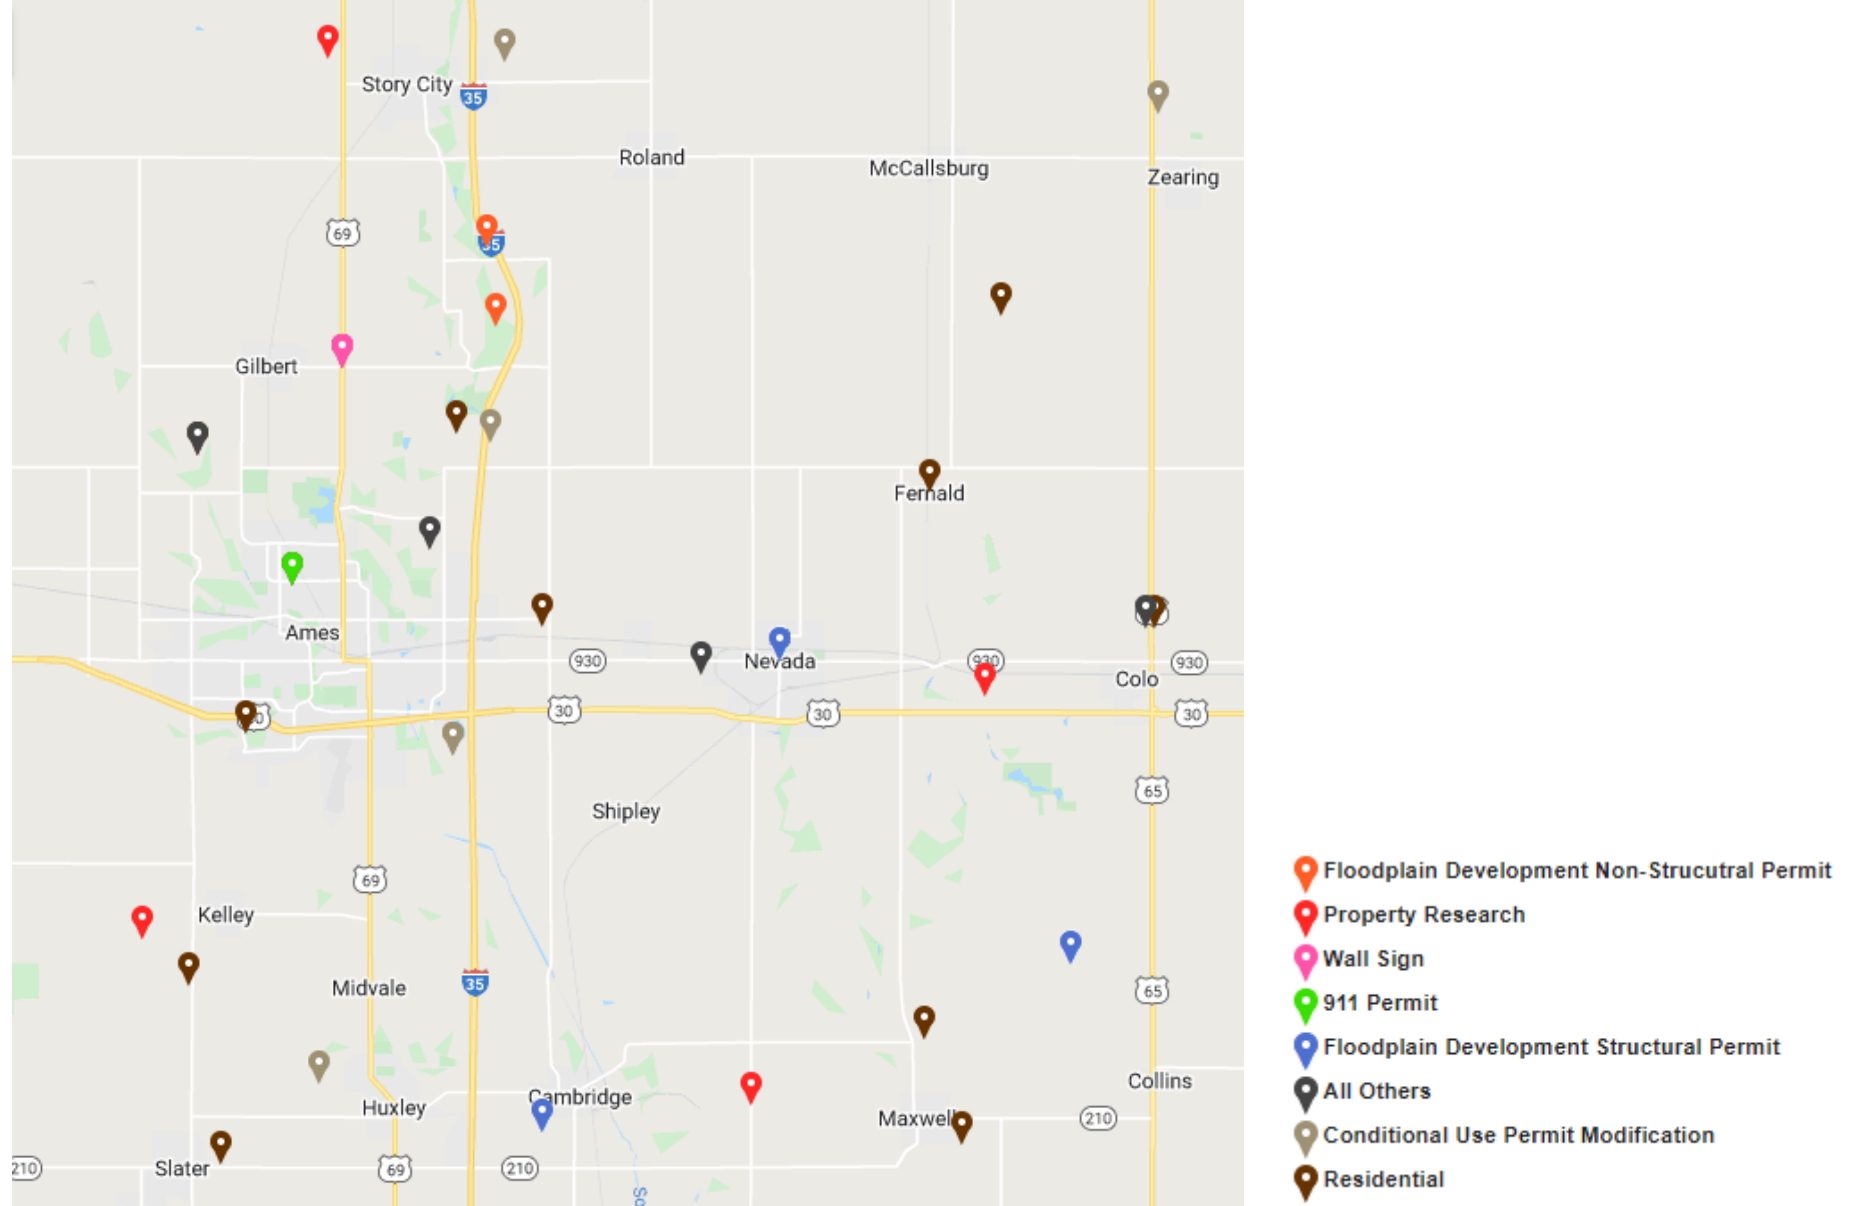 Story City
35
Roland
McCallsburg
Zearing
69
35
Gilbert
Fernald
Ames
930
Nevada
930
930
Colo
30
30
30
65
Shipley
69
Kelley
Midvale
35
65
Collins
Cambridge
Huxley
Maxwell
210
Slater
210
69
210
Floodplain Development Non-Strucutral Permit
Property Research
Wall Sign
911 Permit
Floodplain Development Structural Permit
All Others
Conditional Use Permit Modification
Residential